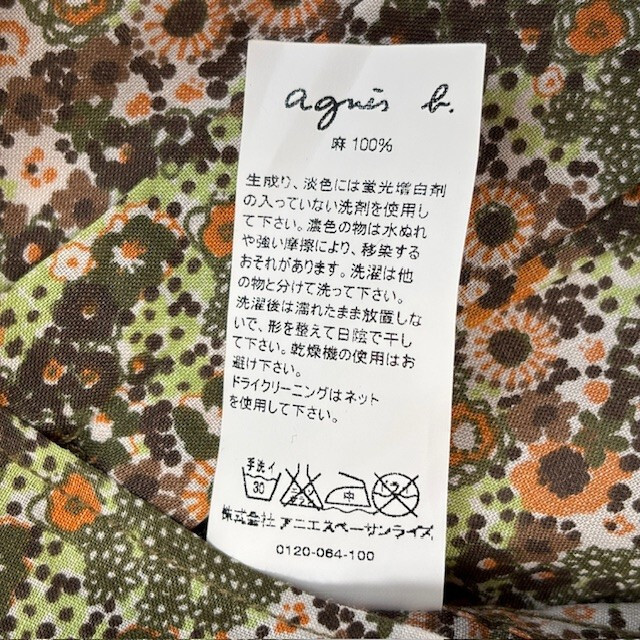 agnès b.
麻 100%
生成り、淡色には蛍光増白剤
の入っていない洗剤を使用し
て下さい。濃色の物は水ぬれ
や強い摩擦により、移染する
おそれがあります。洗濯は他
の物と分けて洗って下さい。
洗濯後は濡れたまま放置しな
いで、形を整えて日陰で干し
て下さい。乾燥機の使用はお
避け下さい。
ドライクリーニングはネット
を使用して下さい。
手洗イ
30 エンソ 中
株式会社 アニエスベーサンライズ
0120-064-100